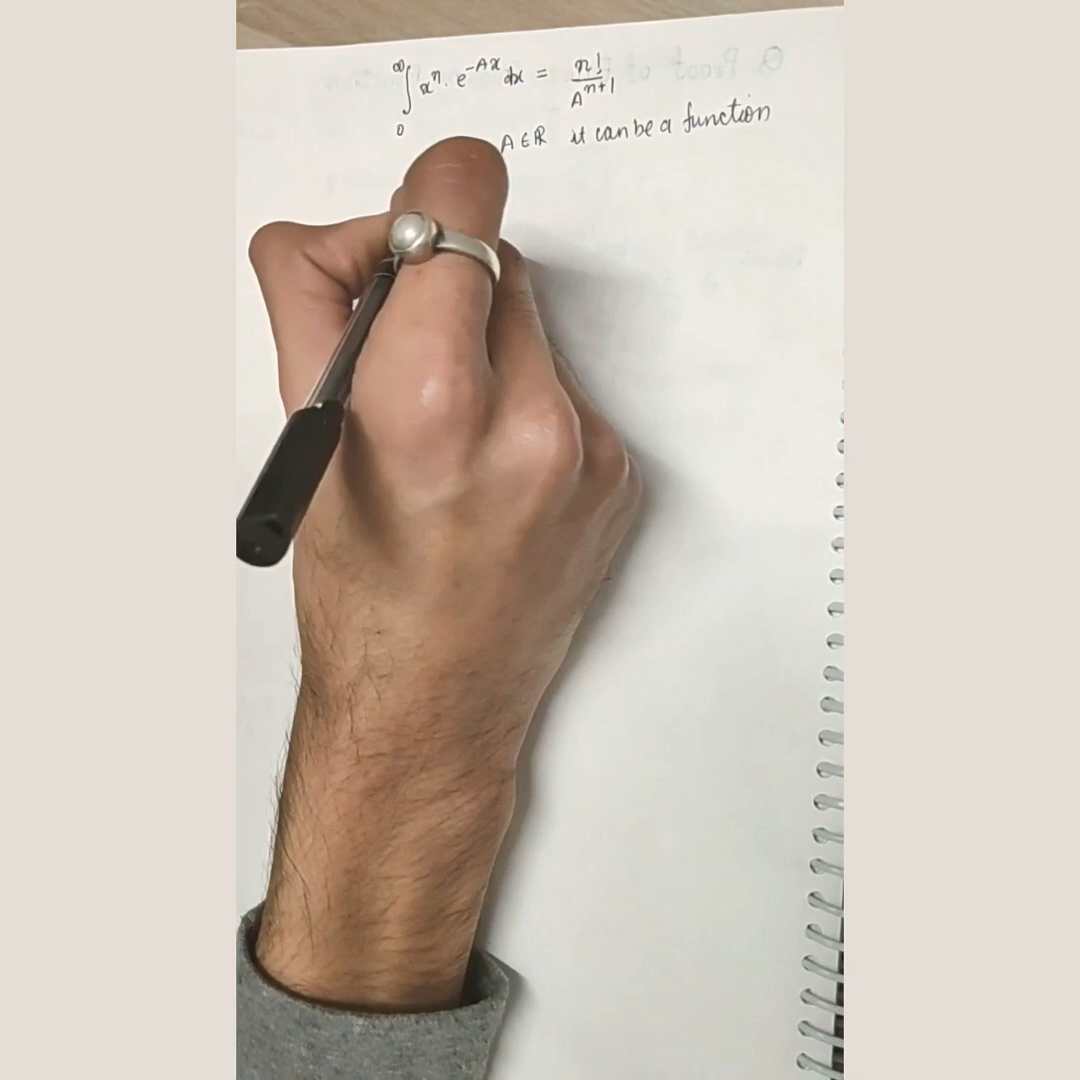 ∞∫₀ xⁿ · e^(-Ax) dx = n!/A^(n+1)
A ∈ ℝ it can be a function